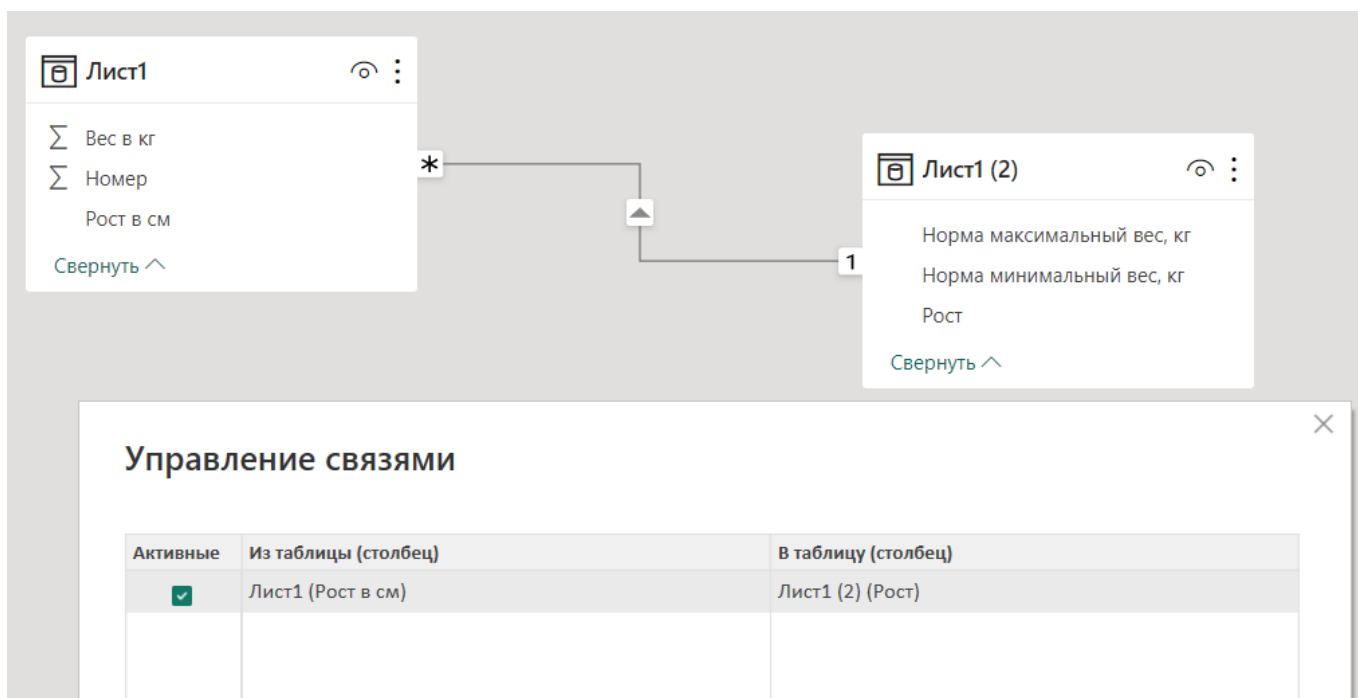 Лист1
Вес в кг
Номер
Рост в см
Свернуть
*
1
Лист1 (2)
Норма максимальный вес, кг
Норма минимальный вес, кг
Рост
Свернуть
Управление связями
Активные Из таблицы (столбец) В таблицу (столбец)
Лист1 (Рост в см) Лист1 (2) (Рост)